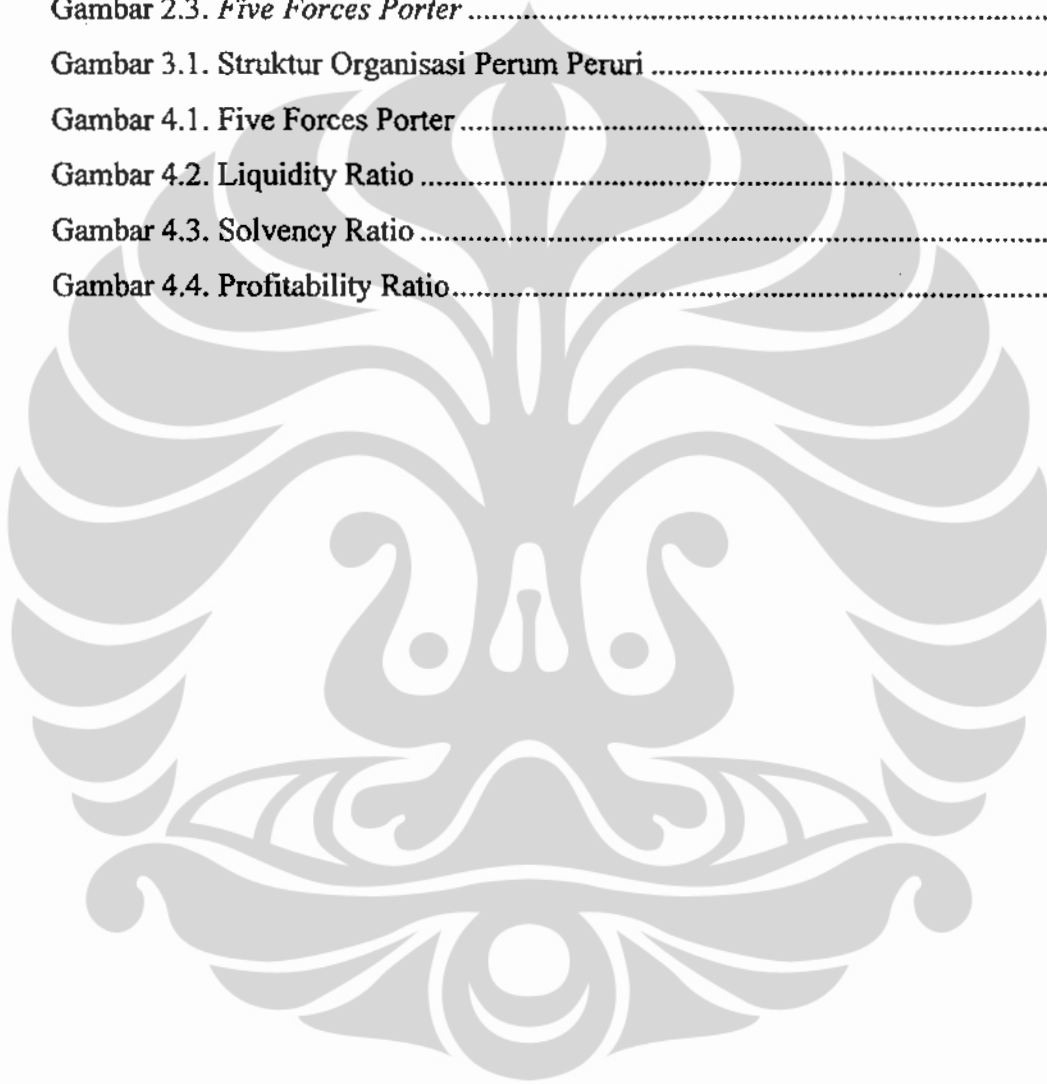 Gambar 2.3. Five Forces Porter ........................................................................
Gambar 3.1. Struktur Organisasi Perum Peruri ........................................................................
Gambar 4.1. Five Forces Porter ........................................................................
Gambar 4.2. Liquidity Ratio ........................................................................
Gambar 4.3. Solvency Ratio ........................................................................
Gambar 4.4. Profitability Ratio........................................................................